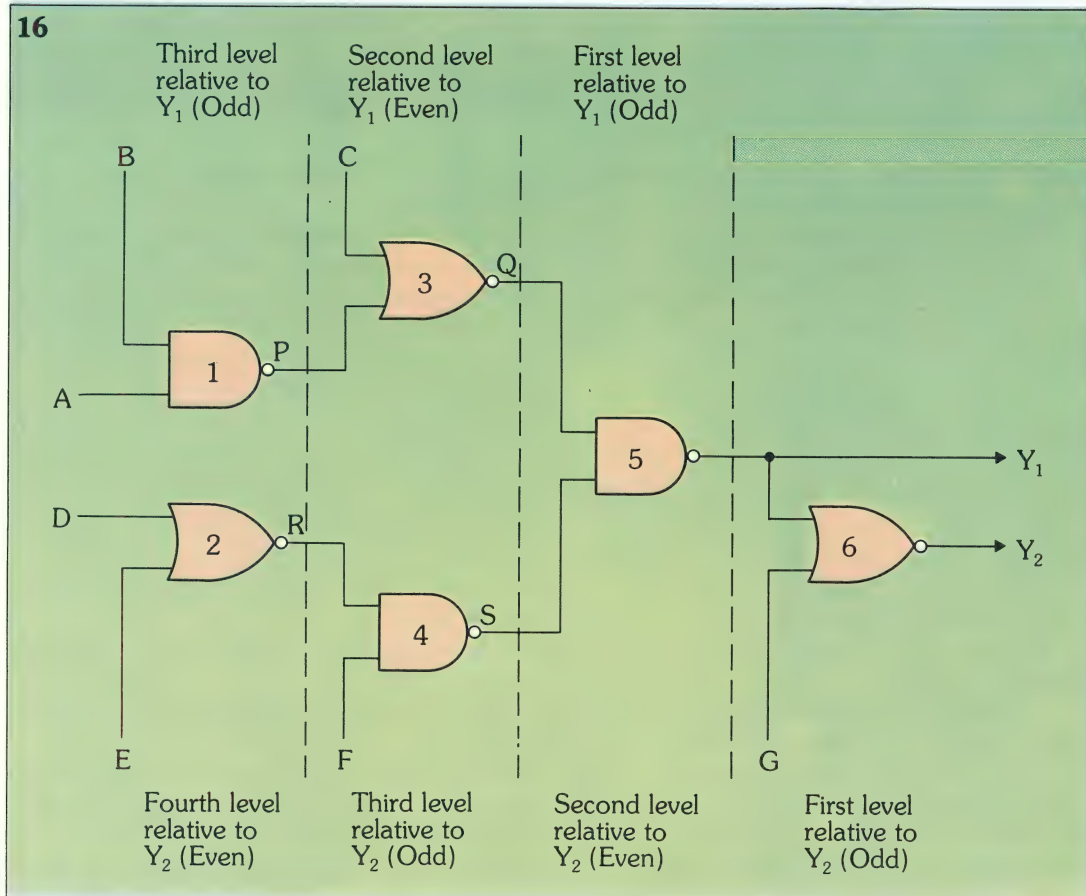 16
Third level
relative to
Y₁ (Odd)
Second level
relative to
Y₁ (Even)
First level
relative to
Y₁ (Odd)
B
C
Q
3
P
1
A
5
Y₁
D
R
2
6
Y₂
S
4
E
F
G
Fourth level
relative to
Y₂ (Even)
Third level
relative to
Y₂ (Odd)
Second level
relative to
Y₂ (Even)
First level
relative to
Y₂ (Odd)